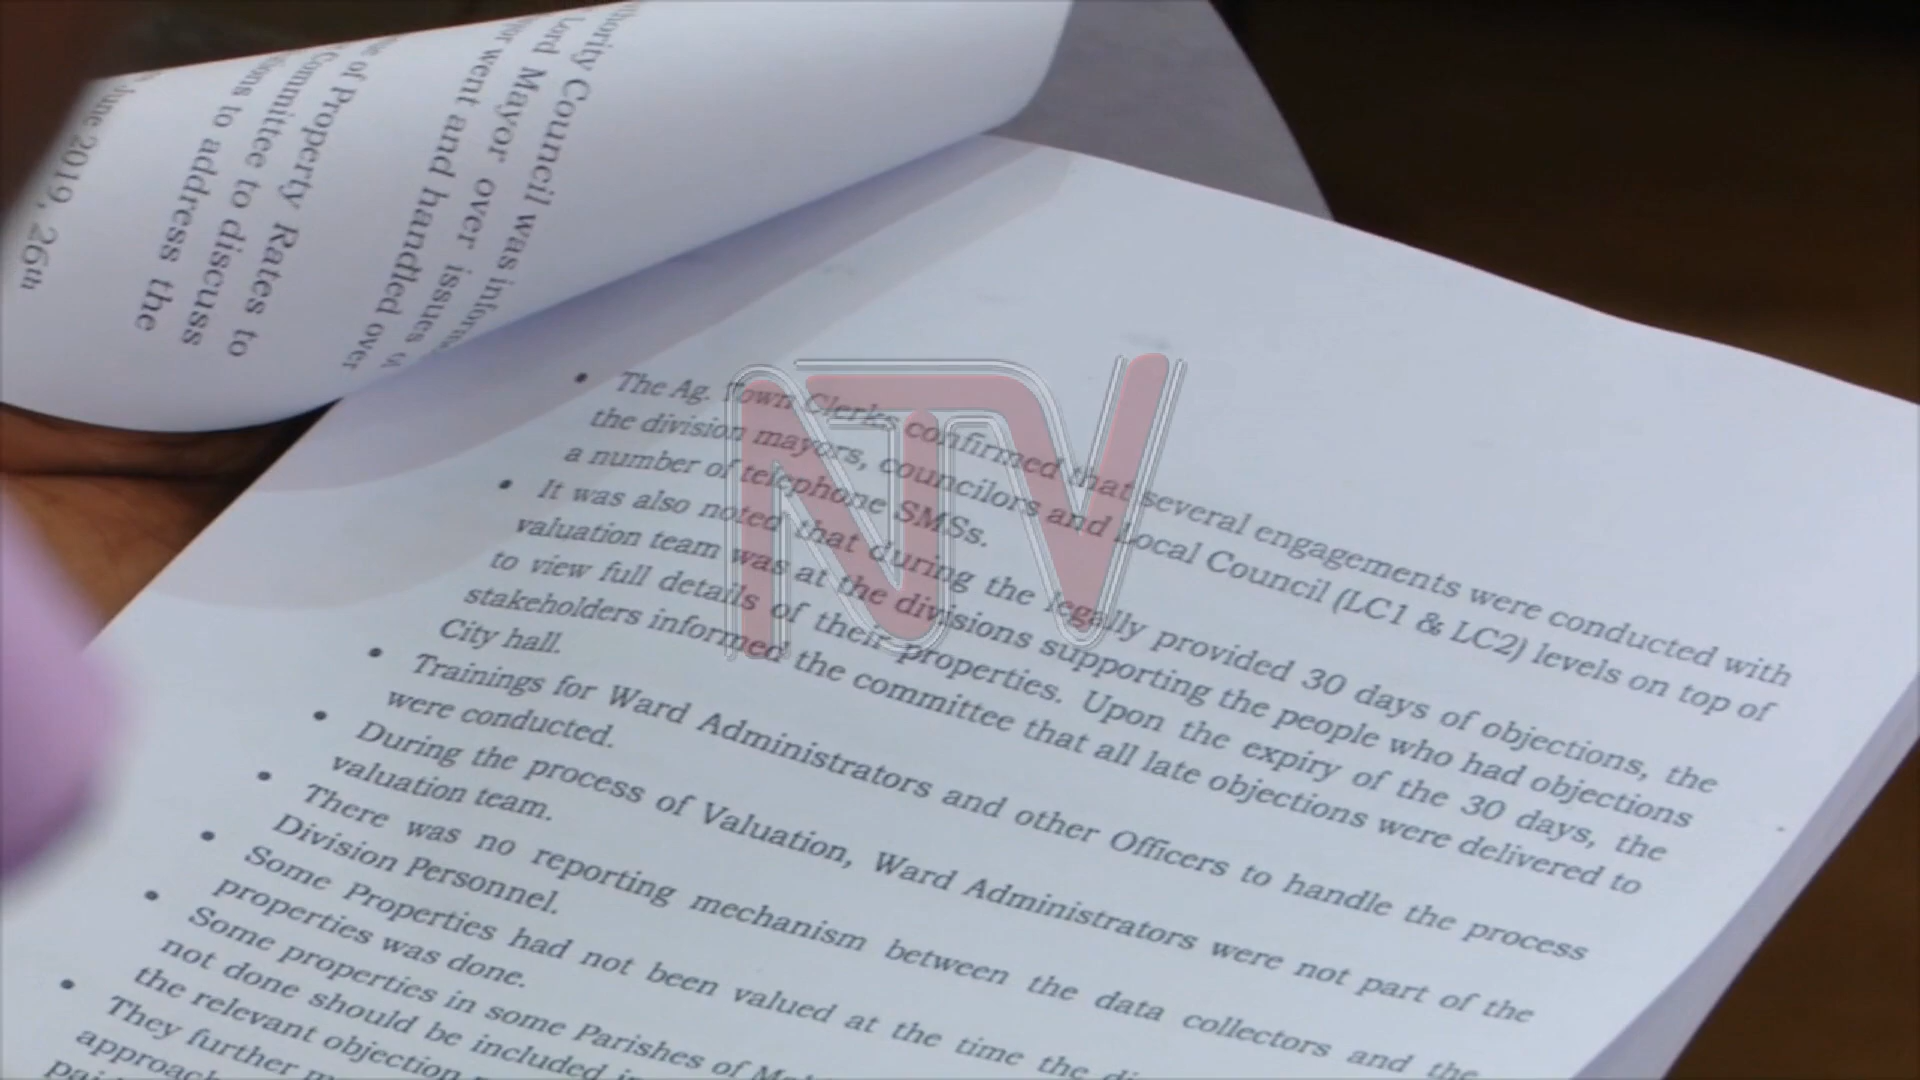 thority Council was inform
Lord Mayor over issues
went and handled over
of Property Rates to
Committee to discuss
to address the
June 2019, 26th
NTV
• The Ag. Town Clerks confirmed that several engagements were conducted with
the division mayors, councilors and Local Council (LC1 & LC2) levels on top of
a number of telephone SMSs.
• It was also noted that during the legally provided 30 days of objections, the
valuation team was at the divisions supporting the people who had objections
to view full details of their properties. Upon the expiry of the 30 days, the
stakeholders informed the committee that all late objections were delivered to
City hall.
• Trainings for Ward Administrators and other Officers to handle the process
were conducted.
• During the process of Valuation, Ward Administrators were not part of the
valuation team.
• There was no reporting mechanism between the data collectors and the
Division Personnel.
• Some Properties had not been valued at the time the
properties was done.
• Some properties in some Parishes of
not done should be included
the relevant objection
• They further
approach